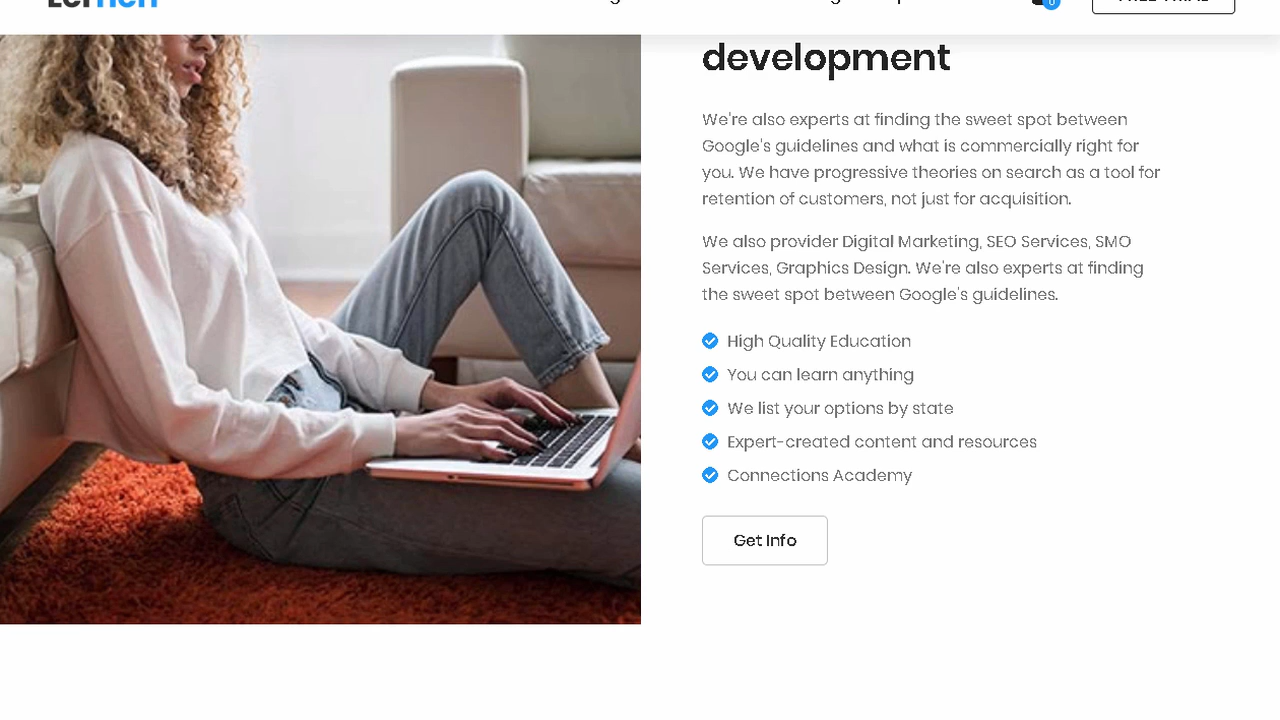 0
development
We're also experts at finding the sweet spot between
Google's guidelines and what is commercially right for
you. We have progressive theories on search as a tool for
retention of customers, not just for acquisition.
We also provider Digital Marketing, SEO Services, SMO
Services, Graphics Design. We're also experts at finding
the sweet spot between Google's guidelines.
High Quality Education
You can learn anything
We list your options by state
Expert-created content and resources
Connections Academy
Get Info